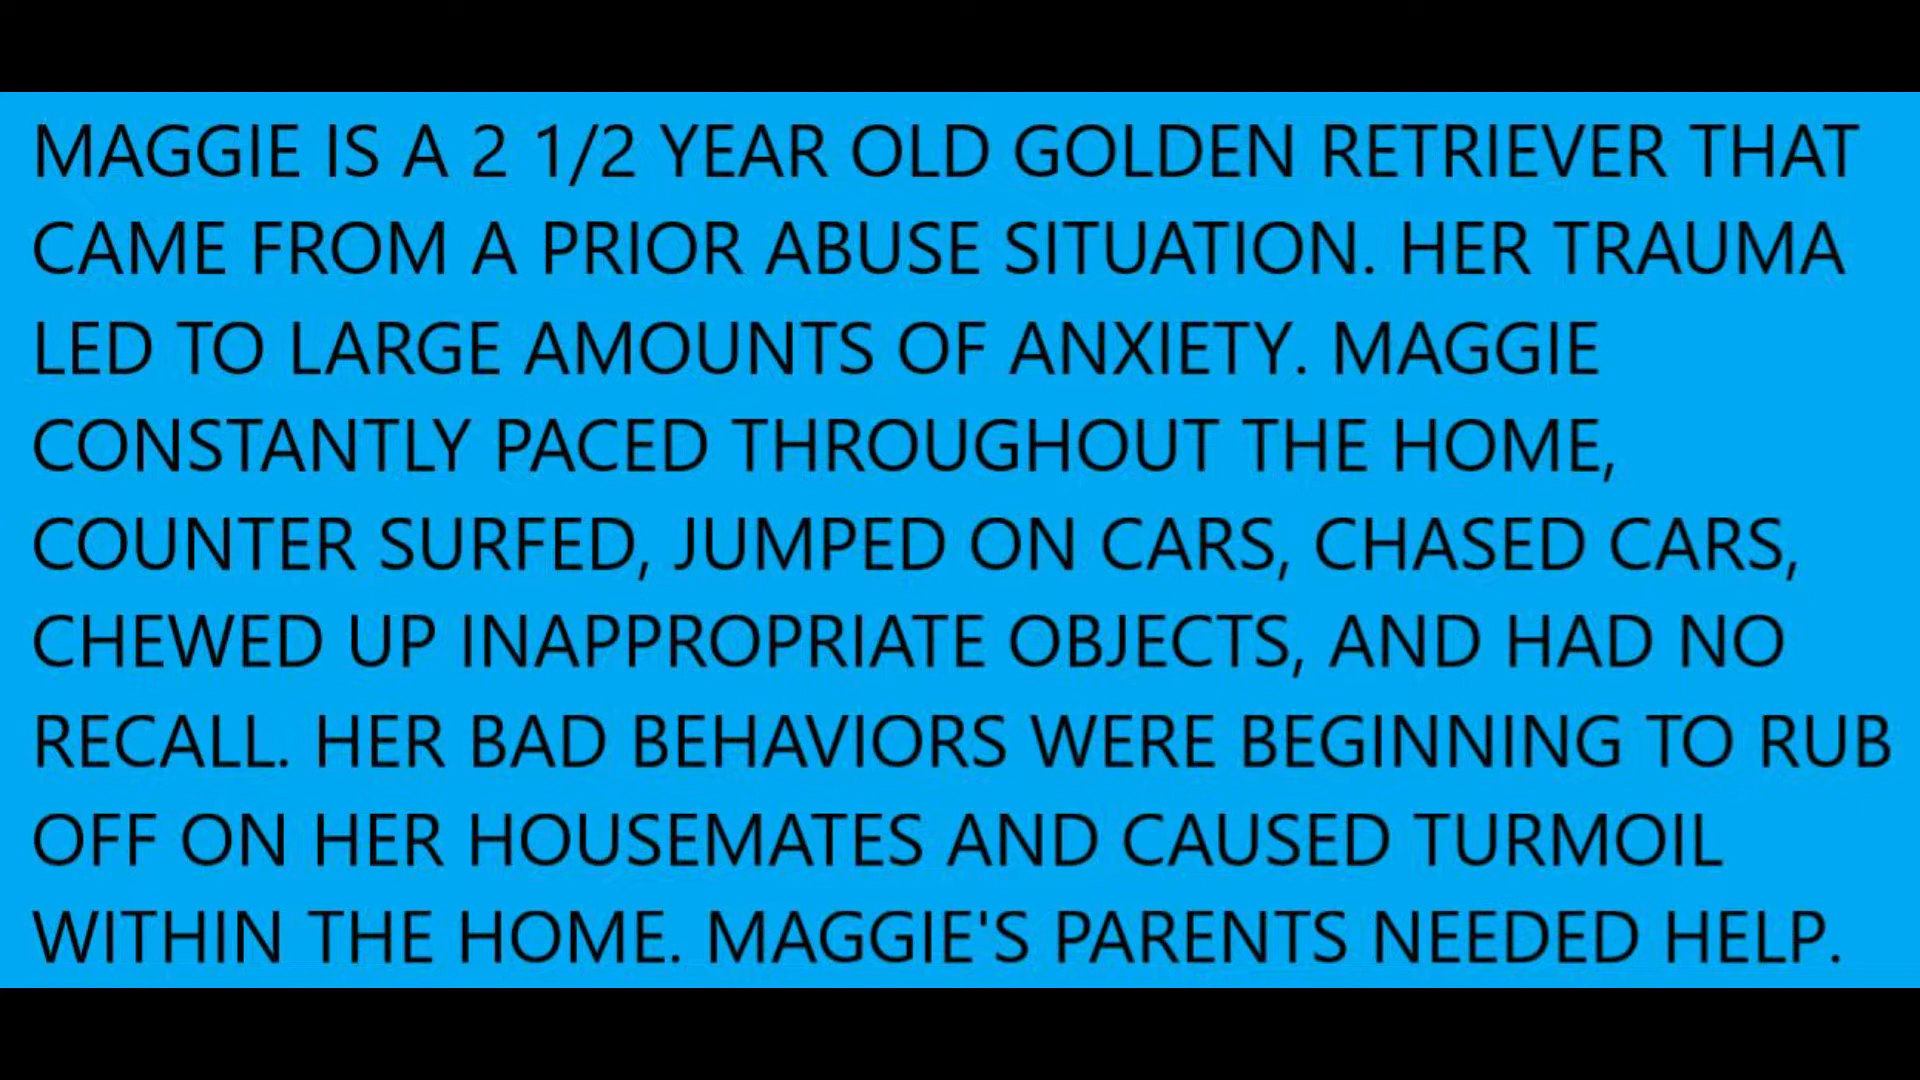 MAGGIE IS A 2 1/2 YEAR OLD GOLDEN RETRIEVER THAT
CAME FROM A PRIOR ABUSE SITUATION. HER TRAUMA
LED TO LARGE AMOUNTS OF ANXIETY. MAGGIE
CONSTANTLY PACED THROUGHOUT THE HOME,
COUNTER SURFED, JUMPED ON CARS, CHASED CARS,
CHEWED UP INAPPROPRIATE OBJECTS, AND HAD NO
RECALL. HER BAD BEHAVIORS WERE BEGINNING TO RUB
OFF ON HER HOUSEMATES AND CAUSED TURMOIL
WITHIN THE HOME. MAGGIE'S PARENTS NEEDED HELP.